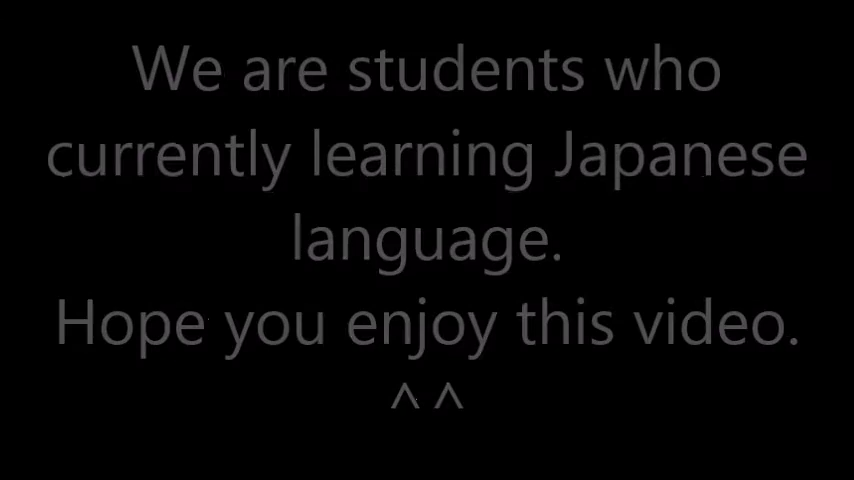 We are students who
currently learning Japanese
language.
Hope you enjoy this video.
^^